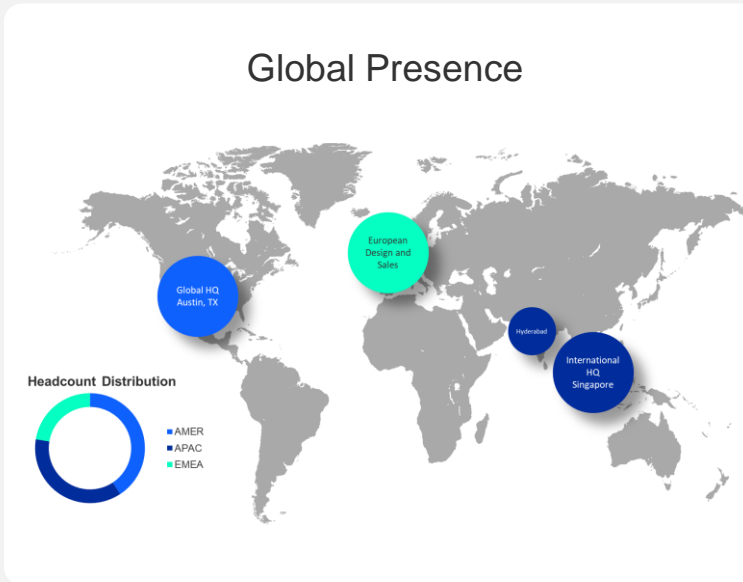 Global Presence
European
Design and
Sales
Global HQ
Austin, TX
Hyderabad
International
HQ
Singapore
Headcount Distribution
AMER
APAC
EMEA